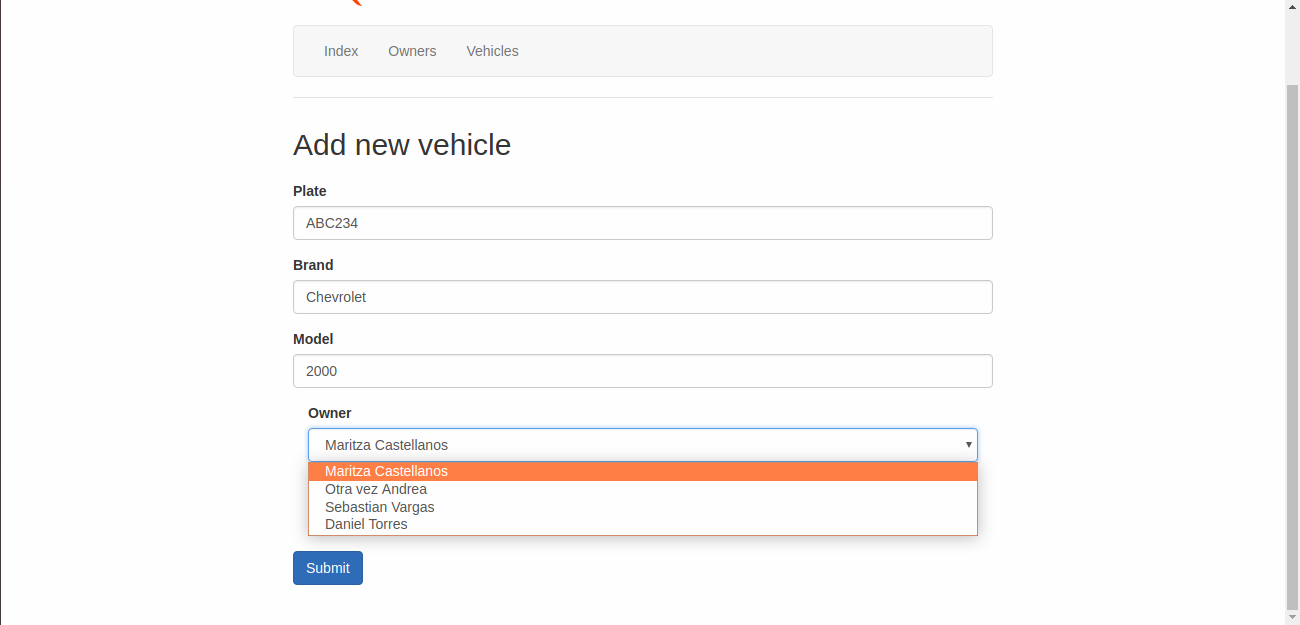 Index Owners Vehicles
Add new vehicle
Plate
ABC234
Brand
Chevrolet
Model
2000
Owner
Maritza Castellanos
Maritza Castellanos
Otra vez Andrea
Sebastian Vargas
Daniel Torres
Submit